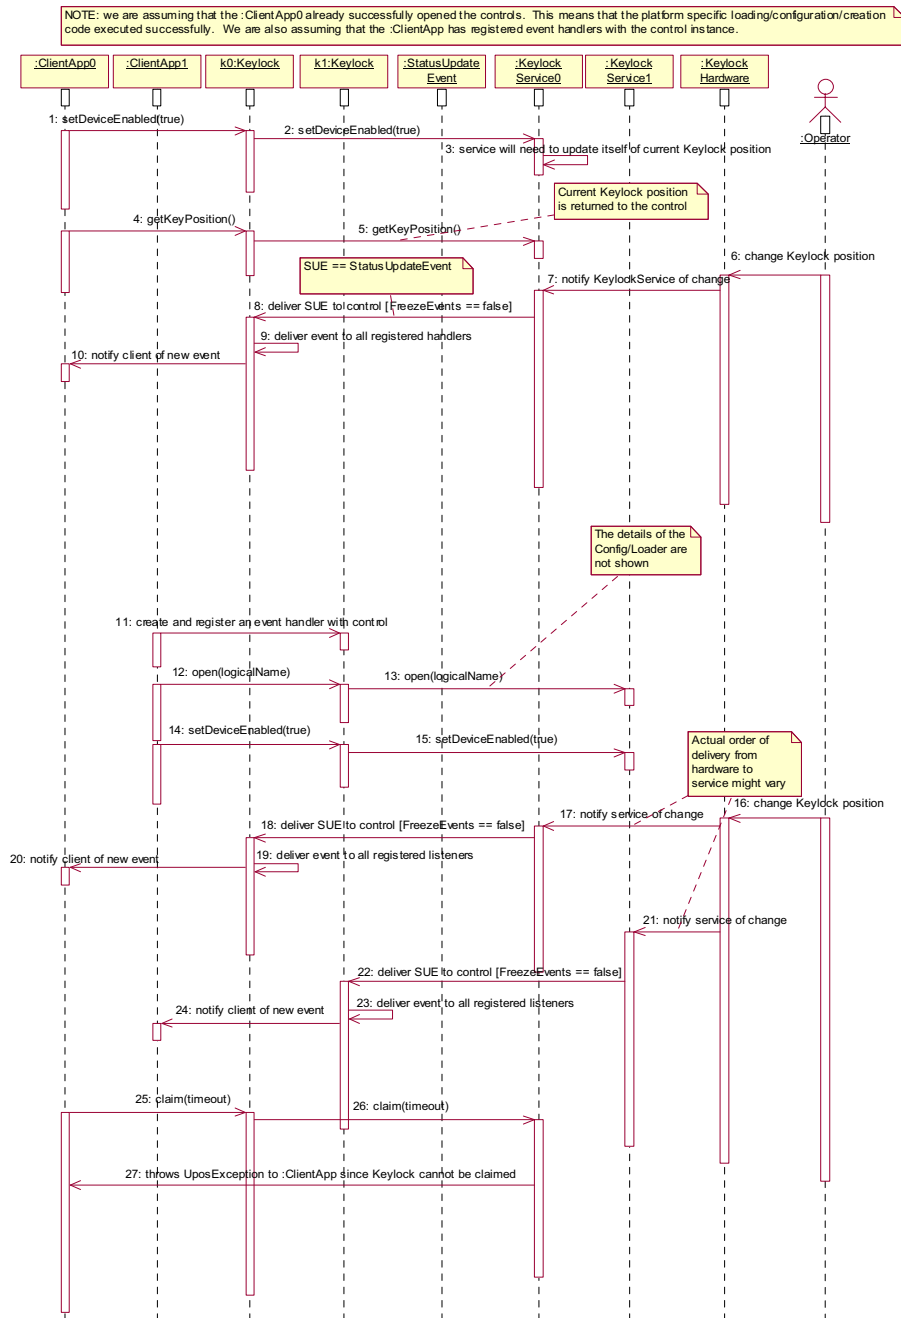 NOTE: we are assuming that the :ClientApp0 already successfully opened the controls. This means that the platform specific loading/configuration/creation
code executed successfully. We are also assuming that the :ClientApp has registered event handlers with the control instance.
:ClientApp0
:ClientApp1
k0:Keylock
k1:Keylock
:StatusUpdate
Event
:Keylock
Service0
:Keylock
Service1
:Keylock
Hardware
:Operator
1: setDeviceEnabled(true)
2: setDeviceEnabled(true)
3: service will need to update itself of current Keylock position
Current Keylock position
is returned to the control
4: getKeyPosition()
5: getKeyPosition()
6: change Keylock position
SUE == StatusUpdateEvent
7: notify KeylockService of change
8: deliver SUE to control [FreezeEvents == false]
9: deliver event to all registered handlers
10: notify client of new event
The details of the
Config/Loader are
not shown
11: create and register an event handler with control
12: open(logicalName)
13: open(logicalName)
14: setDeviceEnabled(true)
15: setDeviceEnabled(true)
Actual order of
delivery from
hardware to
service might vary
16: change Keylock position
17: notify service of change
18: deliver SUE to control [FreezeEvents == false]
19: deliver event to all registered listeners
20: notify client of new event
21: notify service of change
22: deliver SUE to control [FreezeEvents == false]
23: deliver event to all registered listeners
24: notify client of new event
25: claim(timeout)
26: claim(timeout)
27: throws UposException to :ClientApp since Keylock cannot be claimed